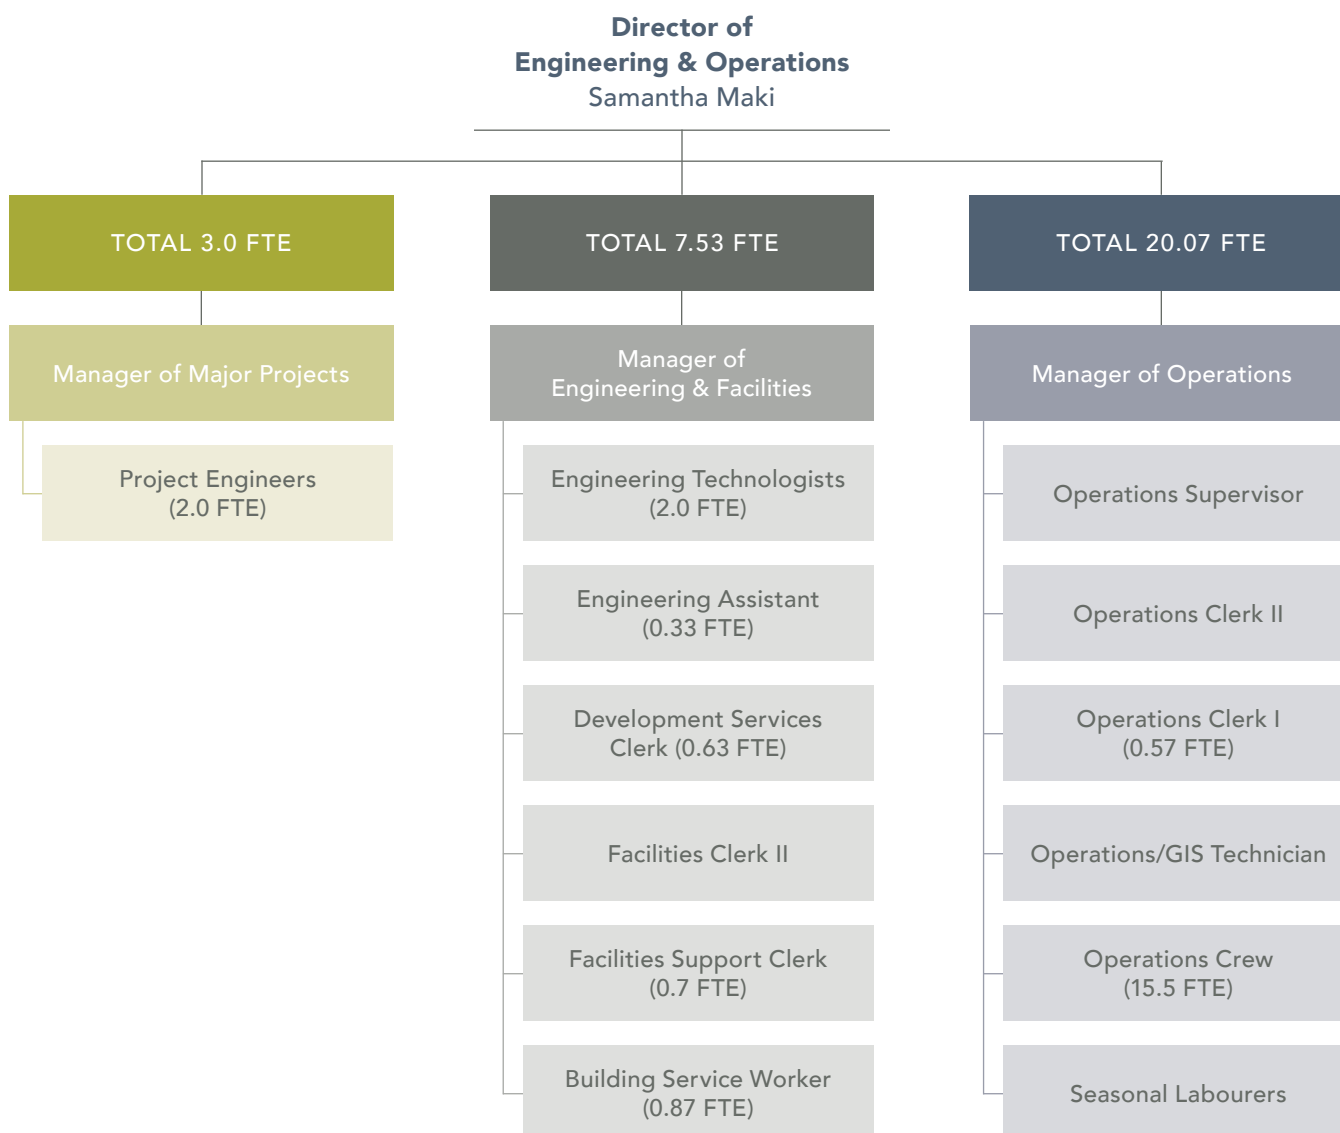 Director of
Engineering & Operations
Samantha Maki
TOTAL 3.0 FTE
Manager of Major Projects
Project Engineers
(2.0 FTE)
TOTAL 7.53 FTE
Manager of
Engineering & Facilities
Engineering Technologists
(2.0 FTE)
Engineering Assistant
(0.33 FTE)
Development Services
Clerk (0.63 FTE)
Facilities Clerk II
Facilities Support Clerk
(0.7 FTE)
Building Service Worker
(0.87 FTE)
TOTAL 20.07 FTE
Manager of Operations
Operations Supervisor
Operations Clerk II
Operations Clerk I
(0.57 FTE)
Operations/GIS Technician
Operations Crew
(15.5 FTE)
Seasonal Labourers